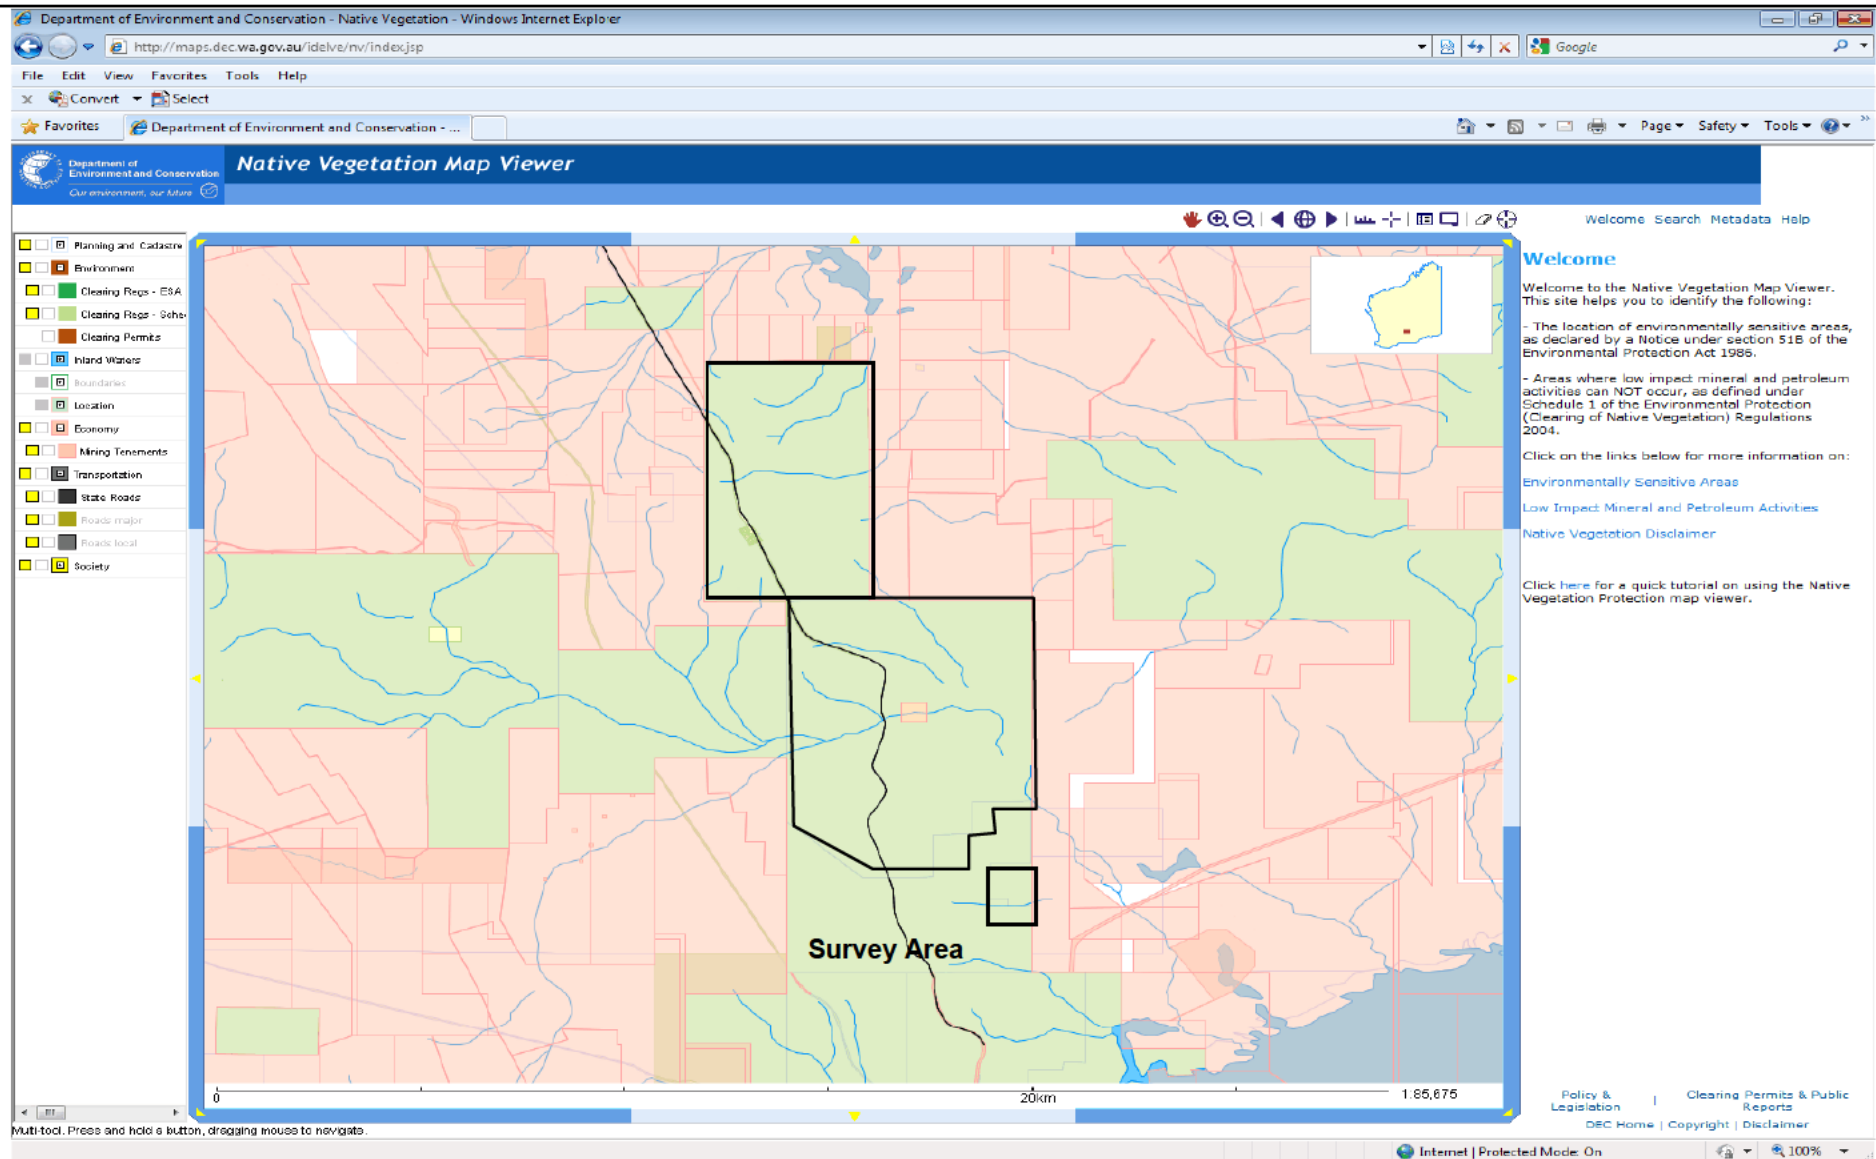 Department of Environment and Conservation - Native Vegetation - Windows Internet Explorer
http://maps.dec.wa.gov.au/idelve/nv/index.jsp
Google
File Edit View Favorites Tools Help
x Convert Select
Favorites
Department of Environment and Conservation - ...
Page Safety Tools
Department of
Environment and Conservation
Our environment, our future
Native Vegetation Map Viewer
Welcome Search Metadata Help
Planning and Cadastre
Environment
Clearing Regs - ESA
Clearing Regs - Sche
Clearing Permits
Inland Waters
Boundaries
Location
Economy
Mining Tenements
Transportation
State Roads
Roads major
Roads local
Society
Survey Area
0
20km
1:85,675
Welcome
Welcome to the Native Vegetation Map Viewer.
This site helps you to identify the following:
- The location of environmentally sensitive areas,
as declared by a Notice under section 51B of the
Environmental Protection Act 1986.
- Areas where low impact mineral and petroleum
activities can NOT occur, as defined under
Schedule 1 of the Environmental Protection
(Clearing of Native Vegetation) Regulations
2004.
Click on the links below for more information on:
Environmentally Sensitive Areas
Low Impact Mineral and Petroleum Activities
Native Vegetation Disclaimer
Click here for a quick tutorial on using the Native
Vegetation Protection map viewer.
Policy &
Legislation
|
Clearing Permits & Public
Reports
DEC Home | Copyright | Disclaimer
Multi-tool. Press and hold a button, dragging mouse to navigate.
Internet | Protected Mode: On
100%